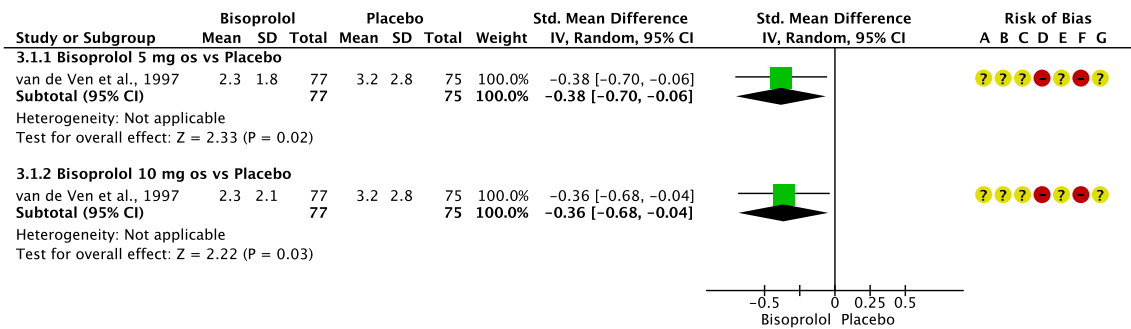 Bisoprolol Placebo Std. Mean Difference Std. Mean Difference Risk of Bias
Study or Subgroup Mean SD Total Mean SD Total Weight IV, Random, 95% CI IV, Random, 95% CI A B C D E F G
3.1.1 Bisoprolol 5 mg os vs Placebo
van de Ven et al., 1997 2.3 1.8 77 3.2 2.8 75 100.0% -0.38 [-0.70, -0.06] ? ? ? - ? - ?
Subtotal (95% CI) 77 75 100.0% -0.38 [-0.70, -0.06]
Heterogeneity: Not applicable
Test for overall effect: Z = 2.33 (P = 0.02)
3.1.2 Bisoprolol 10 mg os vs Placebo
van de Ven et al., 1997 2.3 2.1 77 3.2 2.8 75 100.0% -0.36 [-0.68, -0.04] ? ? ? - ? - ?
Subtotal (95% CI) 77 75 100.0% -0.36 [-0.68, -0.04]
Heterogeneity: Not applicable
Test for overall effect: Z = 2.22 (P = 0.03)
-0.5 0 0.25 0.5
Bisoprolol Placebo